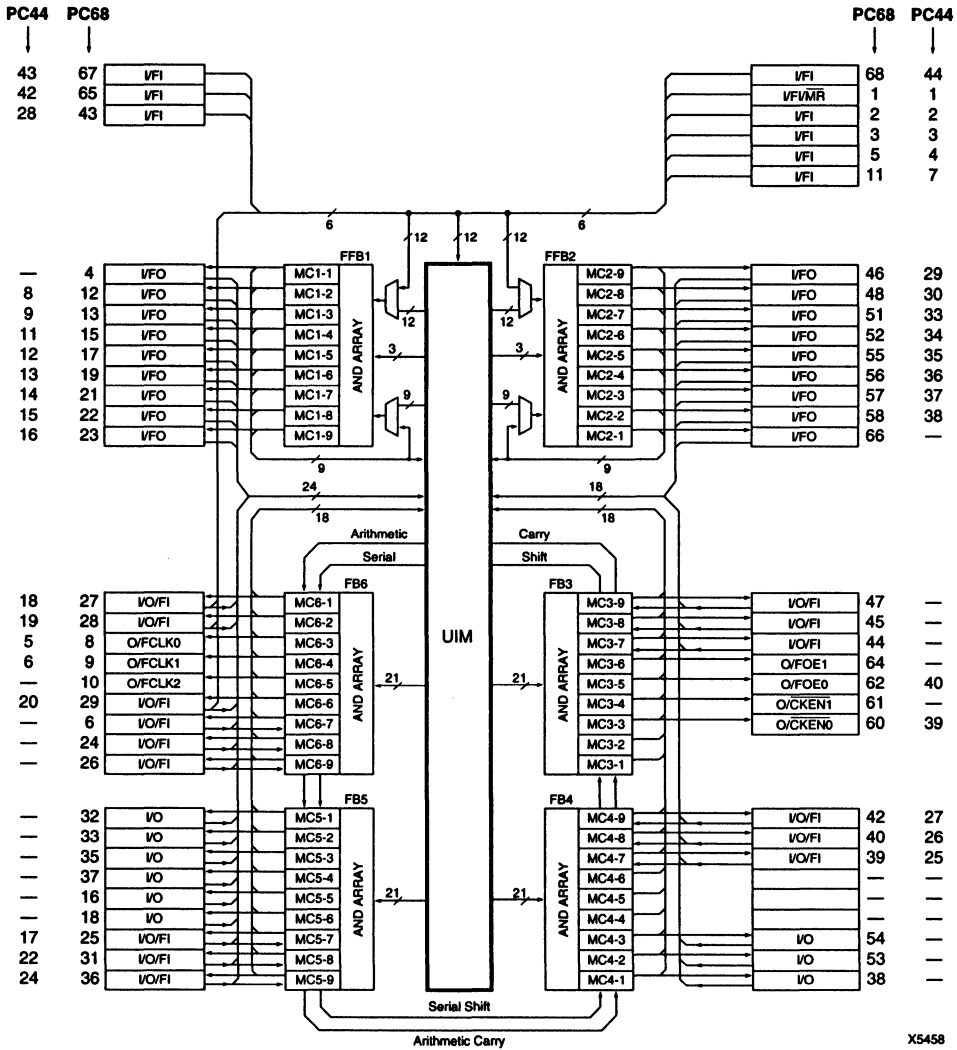 PC44 PC68 PC68 PC44
43 67 I/FI I/FI 68 44
42 65 I/FI I/FI/MR 1 1
28 43 I/FI I/FI 2 2
I/FI 3 3
I/FI 5 4
I/FI 11 7
6 12 12 12 6
FFB1 FFB2
— 4 I/FO MC1-1 MC2-9 I/FO 46 29
8 12 I/FO MC1-2 MC2-8 I/FO 48 30
9 13 I/FO MC1-3 12 12 MC2-7 I/FO 51 33
11 15 I/FO MC1-4 MC2-6 I/FO 52 34
12 17 I/FO MC1-5 AND ARRAY 3 3 AND ARRAY MC2-5 I/FO 55 35
13 19 I/FO MC1-6 MC2-4 I/FO 56 36
14 21 I/FO MC1-7 9 9 MC2-3 I/FO 57 37
15 22 I/FO MC1-8 MC2-2 I/FO 58 38
16 23 I/FO MC1-9 MC2-1 I/FO 66 —
9 9
24 18
18 18
Arithmetic Carry
Serial Shift
FB6 FB3
18 27 I/O/FI MC6-1 MC3-9 I/O/FI 47 —
19 28 I/O/FI MC6-2 MC3-8 I/O/FI 45 —
5 8 O/FCLK0 MC6-3 UIM MC3-7 I/O/FI 44 —
6 9 O/FCLK1 MC6-4 MC3-6 O/FOE1 64 —
— 10 O/FCLK2 MC6-5 AND ARRAY 21 21 AND ARRAY MC3-5 O/FOE0 62 40
20 29 I/O/FI MC6-6 MC3-4 O/CKEN1 61 —
— 6 I/O/FI MC6-7 MC3-3 O/CKEN0 60 39
— 24 I/O/FI MC6-8 MC3-2
— 26 I/O/FI MC6-9 MC3-1
FB5 FB4
— 32 I/O MC5-1 MC4-9 I/O/FI 42 27
— 33 I/O MC5-2 MC4-8 I/O/FI 40 26
— 35 I/O MC5-3 MC4-7 I/O/FI 39 25
— 37 I/O MC5-4 MC4-6 — —
— 16 I/O MC5-5 AND ARRAY 21 21 AND ARRAY MC4-5 — —
— 18 I/O MC5-6 MC4-4 — —
17 25 I/O/FI MC5-7 MC4-3 I/O 54 —
22 31 I/O/FI MC5-8 MC4-2 I/O 53 —
24 36 I/O/FI MC5-9 MC4-1 I/O 38 —
Serial Shift
Arithmetic Carry
X5458